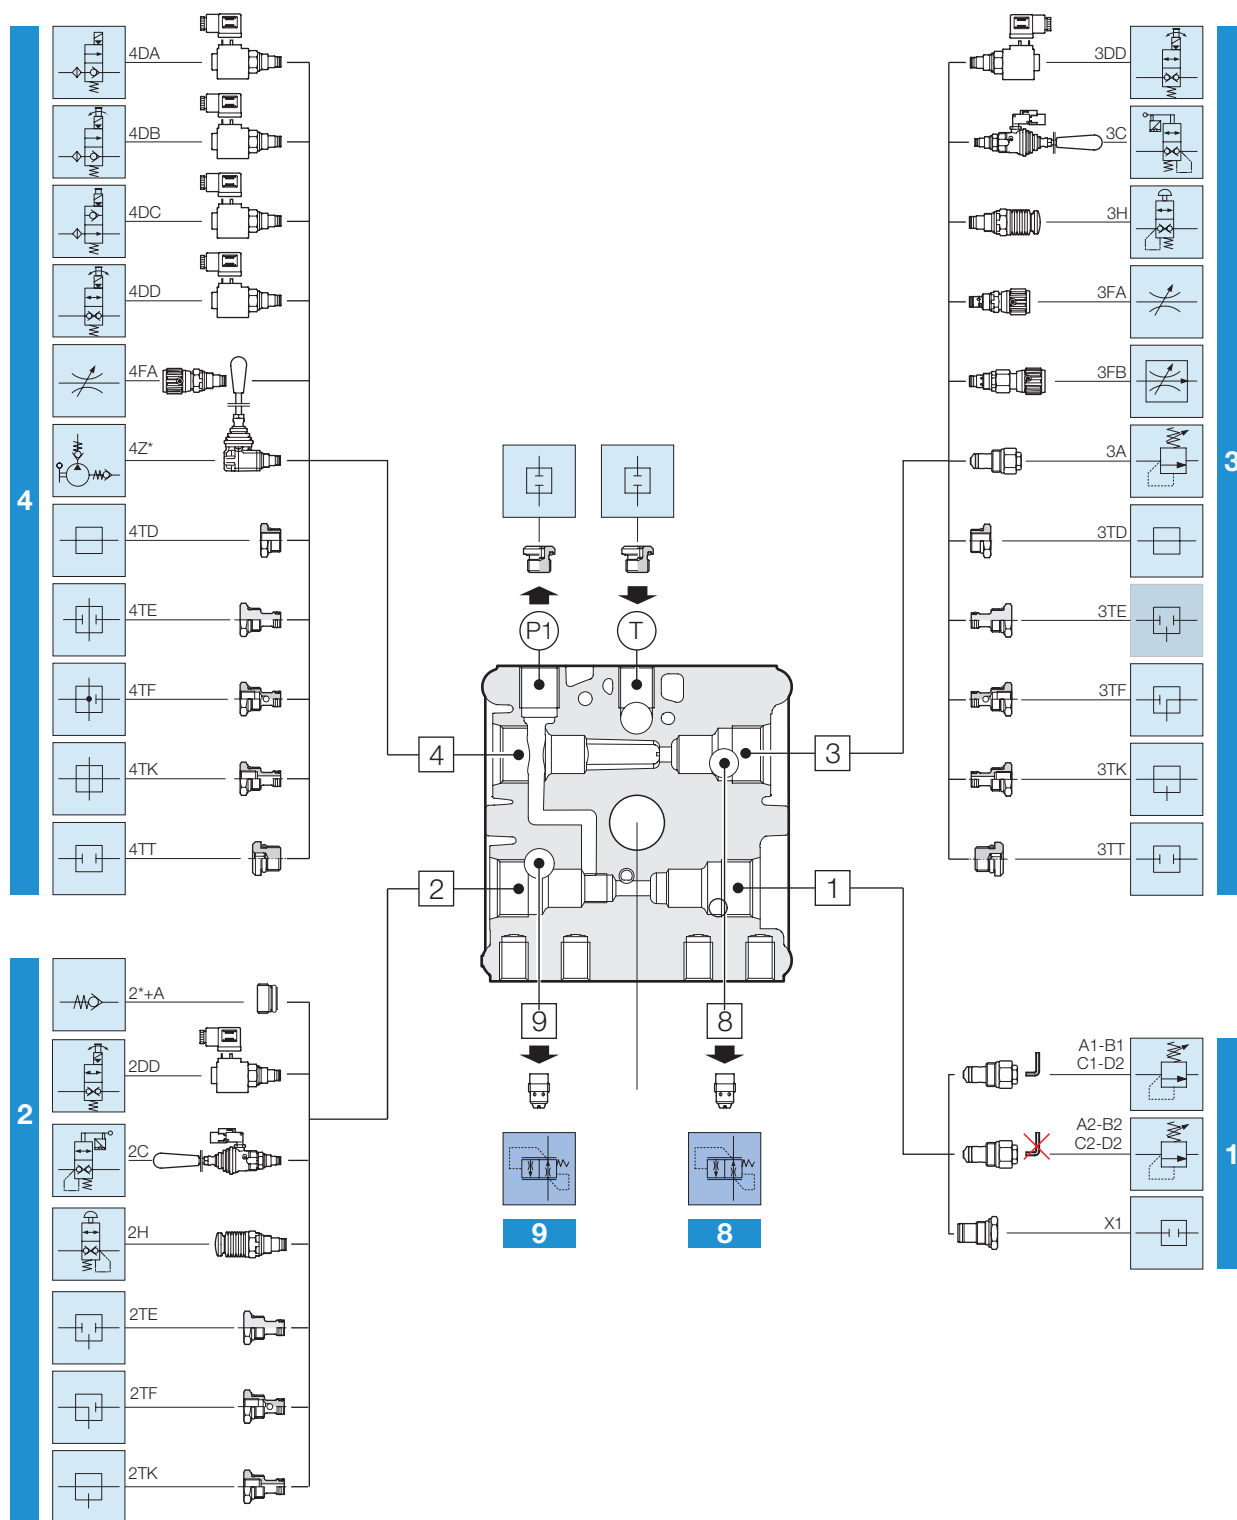 4
4DA
4DB
4DC
4DD
4FA
4Z*
4TD
4TE
4TF
4TK
4TT
3
3DD
3C
3H
3FA
3FB
3A
3TD
3TE
3TF
3TK
3TT
P1
T
4
3
2
1
9
8
9
8
2
2*+A
2DD
2C
2H
2TE
2TF
2TK
1
A1-B1
C1-D2
A2-B2
C2-D2
X1